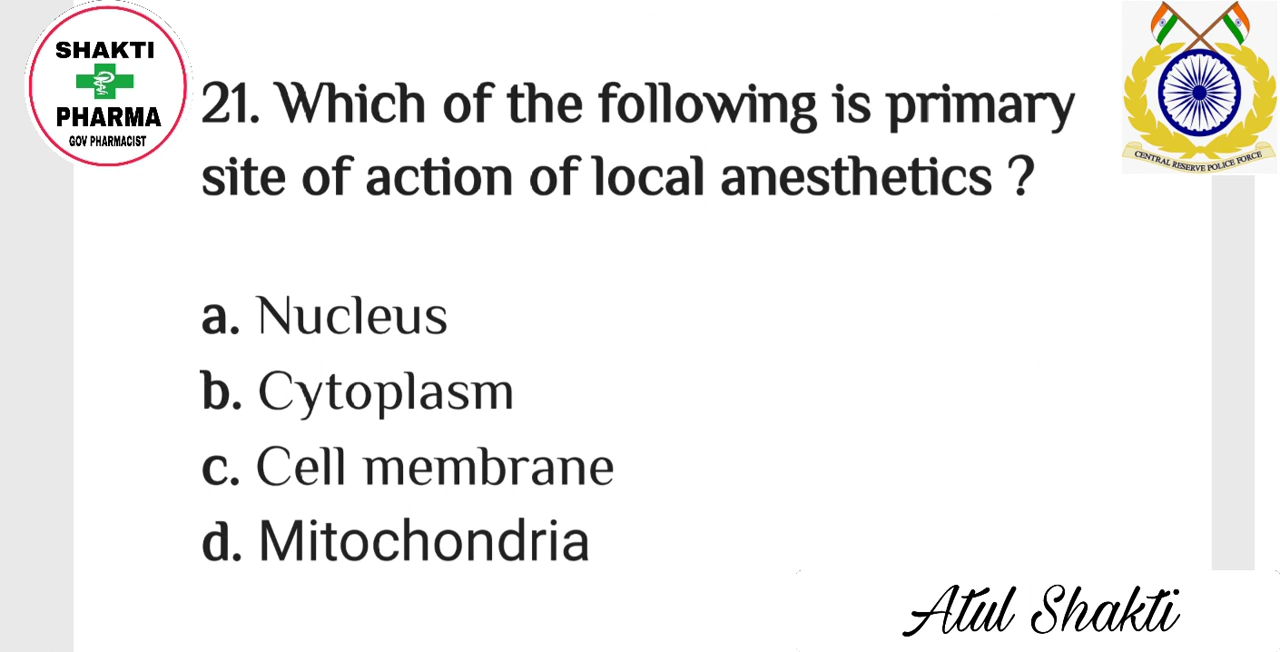 SHAKTI
PHARMA
GOV PHARMACIST
21. Which of the following is primary
site of action of local anesthetics ?
a. Nucleus
b. Cytoplasm
c. Cell membrane
d. Mitochondria
CENTRAL RESERVE POLICE FORCE
Atul Shakti